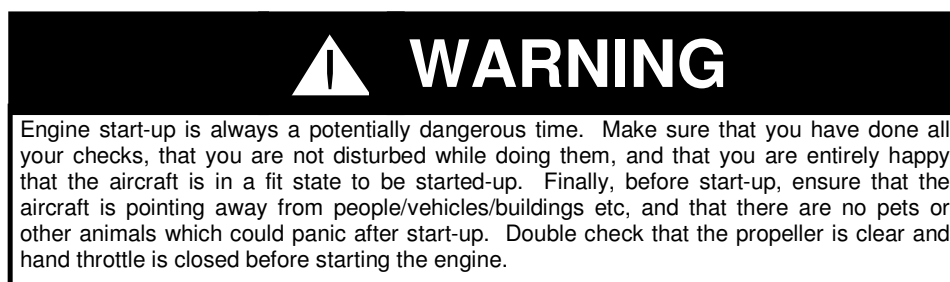 WARNING
Engine start-up is always a potentially dangerous time. Make sure that you have done all
your checks, that you are not disturbed while doing them, and that you are entirely happy
that the aircraft is in a fit state to be started-up. Finally, before start-up, ensure that the
aircraft is pointing away from people/vehicles/buildings etc, and that there are no pets or
other animals which could panic after start-up. Double check that the propeller is clear and
hand throttle is closed before starting the engine.